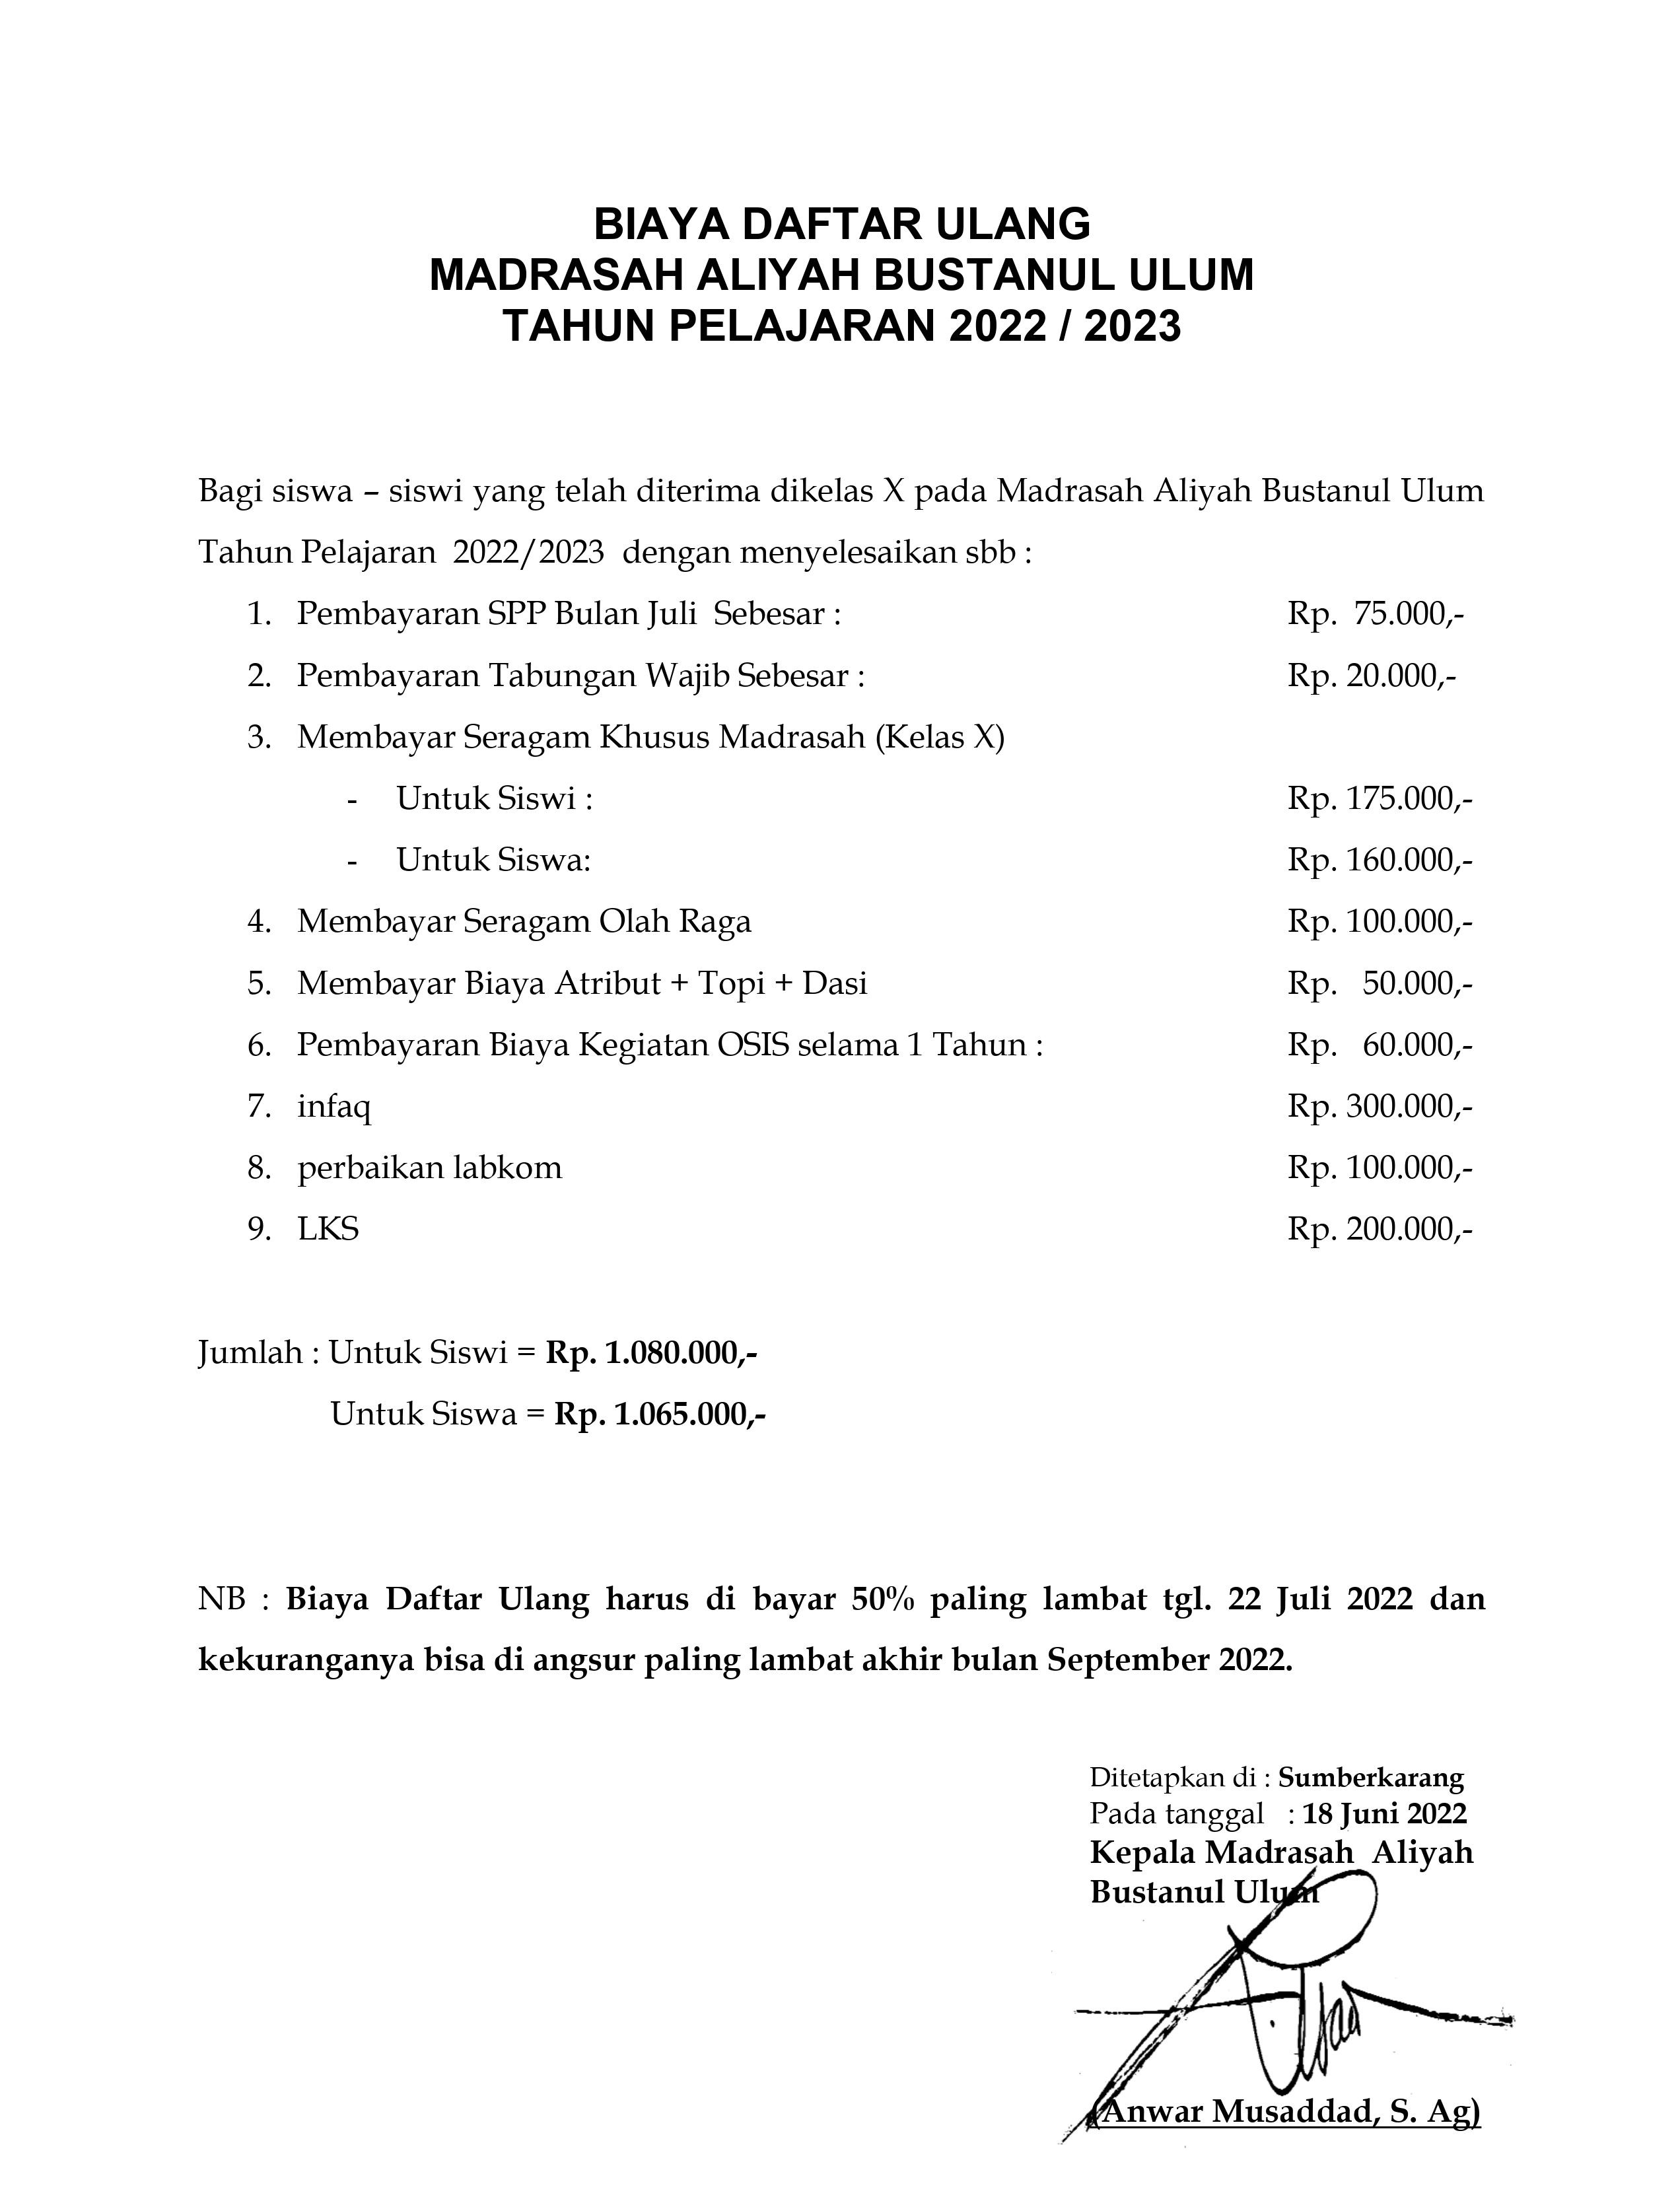 BIAYA DAFTAR ULANG
MADRASAH ALIYAH BUSTANUL ULUM
TAHUN PELAJARAN 2022 / 2023
Bagi siswa – siswi yang telah diterima dikelas X pada Madrasah Aliyah Bustanul Ulum
Tahun Pelajaran 2022/2023 dengan menyelesaikan sbb :
1. Pembayaran SPP Bulan Juli Sebesar : Rp. 75.000,-
2. Pembayaran Tabungan Wajib Sebesar : Rp. 20.000,-
3. Membayar Seragam Khusus Madrasah (Kelas X)
- Untuk Siswi : Rp. 175.000,-
- Untuk Siswa: Rp. 160.000,-
4. Membayar Seragam Olah Raga Rp. 100.000,-
5. Membayar Biaya Atribut + Topi + Dasi Rp. 50.000,-
6. Pembayaran Biaya Kegiatan OSIS selama 1 Tahun : Rp. 60.000,-
7. infaq Rp. 300.000,-
8. perbaikan labkom Rp. 100.000,-
9. LKS Rp. 200.000,-
Jumlah : Untuk Siswi = Rp. 1.080.000,-
Untuk Siswa = Rp. 1.065.000,-
NB : Biaya Daftar Ulang harus di bayar 50% paling lambat tgl. 22 Juli 2022 dan
kekuranganya bisa di angsur paling lambat akhir bulan September 2022.
Ditetapkan di : Sumberkarang
Pada tanggal : 18 Juni 2022
Kepala Madrasah Aliyah
Bustanul Ulum
(Anwar Musaddad, S. Ag)